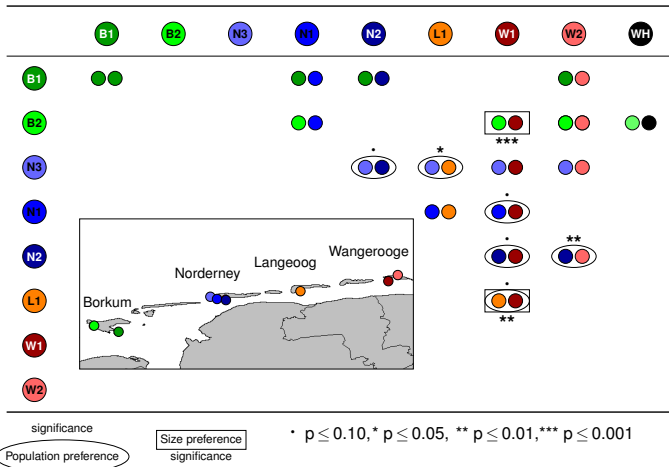 B1 B2 N3 N1 N2 L1 W1 W2 WH
B1
B2
***
· *
N3
·
N1
· **
N2
Wangerooge
Langeoog
Norderney
·
L1
Borkum
**
W1
W2
significance
Population preference
Size preference
significance
· p ≤ 0.10, * p ≤ 0.05, ** p ≤ 0.01, *** p ≤ 0.001